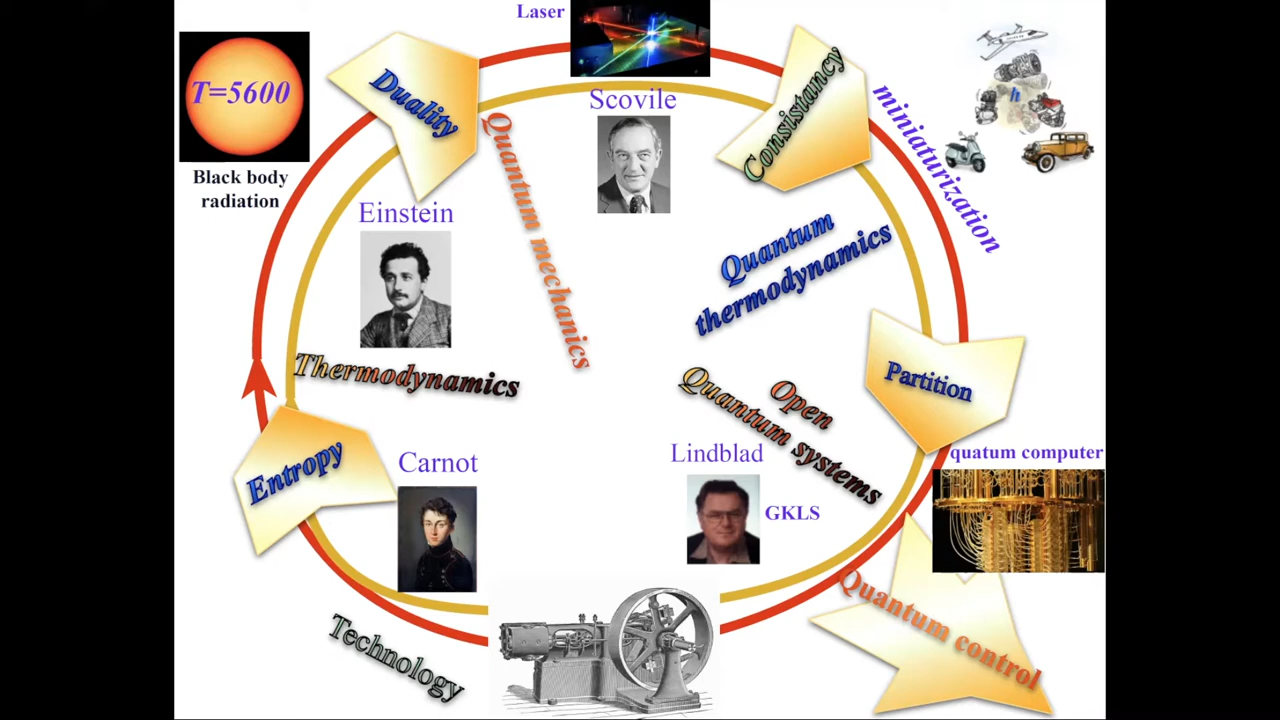 Laser
T=5600
Duality
Scovile
Consistancy
miniaturization
ħ
Black body
radiation
Einstein
Quantum mechanics
Quantum
thermodynamics
Thermodynamics
Partition
Open
Quantum systems
Entropy
Carnot
Lindblad
GKLS
quatum computer
Quantum control
Technology